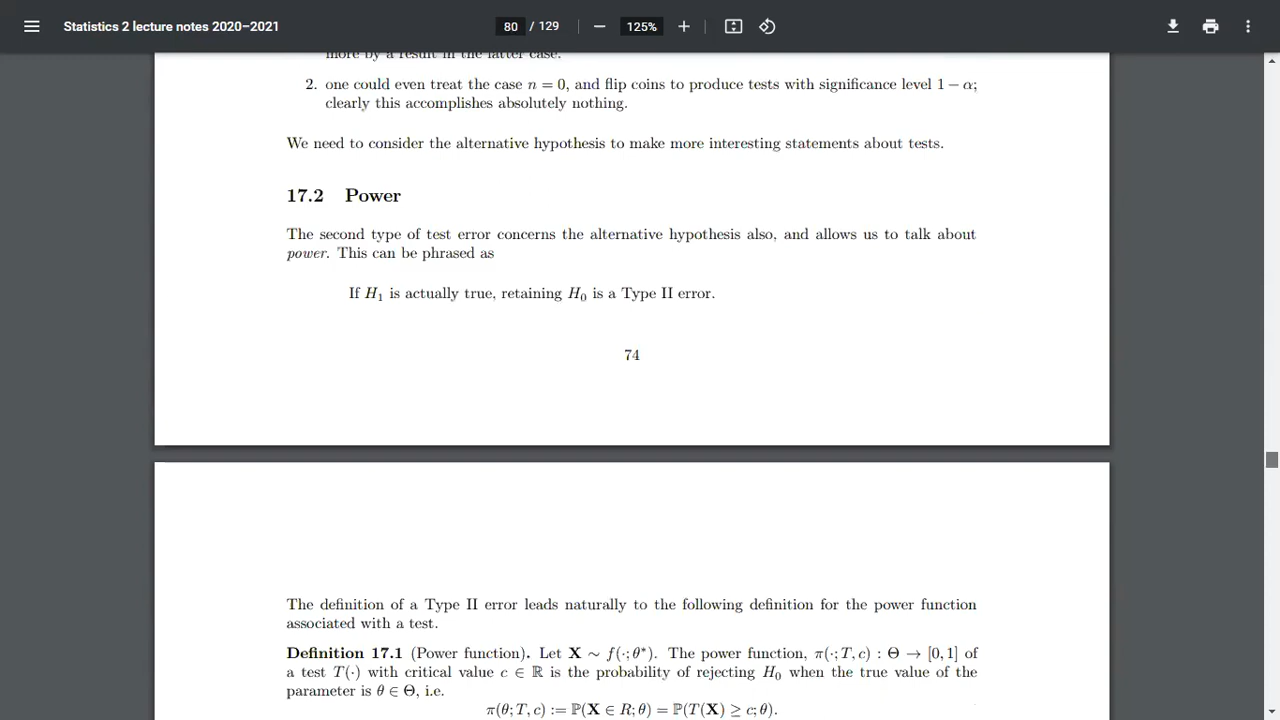 Statistics 2 lecture notes 2020–2021
80 / 129
125%
more by a result in the latter case.
2. one could even treat the case n = 0, and flip coins to produce tests with significance level 1 − α;
clearly this accomplishes absolutely nothing.
We need to consider the alternative hypothesis to make more interesting statements about tests.
17.2 Power
The second type of test error concerns the alternative hypothesis also, and allows us to talk about
power. This can be phrased as
If H₁ is actually true, retaining H₀ is a Type II error.
74
The definition of a Type II error leads naturally to the following definition for the power function
associated with a test.
Definition 17.1 (Power function). Let X ∼ f(·; θ*). The power function, π(·; T, c) : Θ → [0, 1] of
a test T(·) with critical value c ∈ ℝ is the probability of rejecting H₀ when the true value of the
parameter is θ ∈ Θ, i.e.
π(θ; T, c) := ℙ(X ∈ R; θ) = ℙ(T(X) ≥ c; θ).